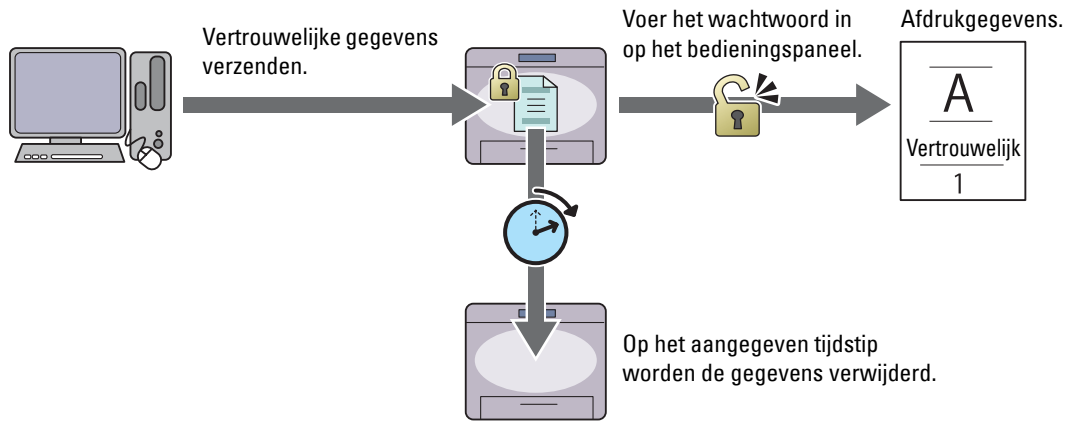 Vertrouwelijke gegevens
verzenden.
Voer het wachtwoord in
op het bedieningspaneel.
Afdrukgegevens.
A
Vertrouwelijk
1
Op het aangegeven tijdstip
worden de gegevens verwijderd.